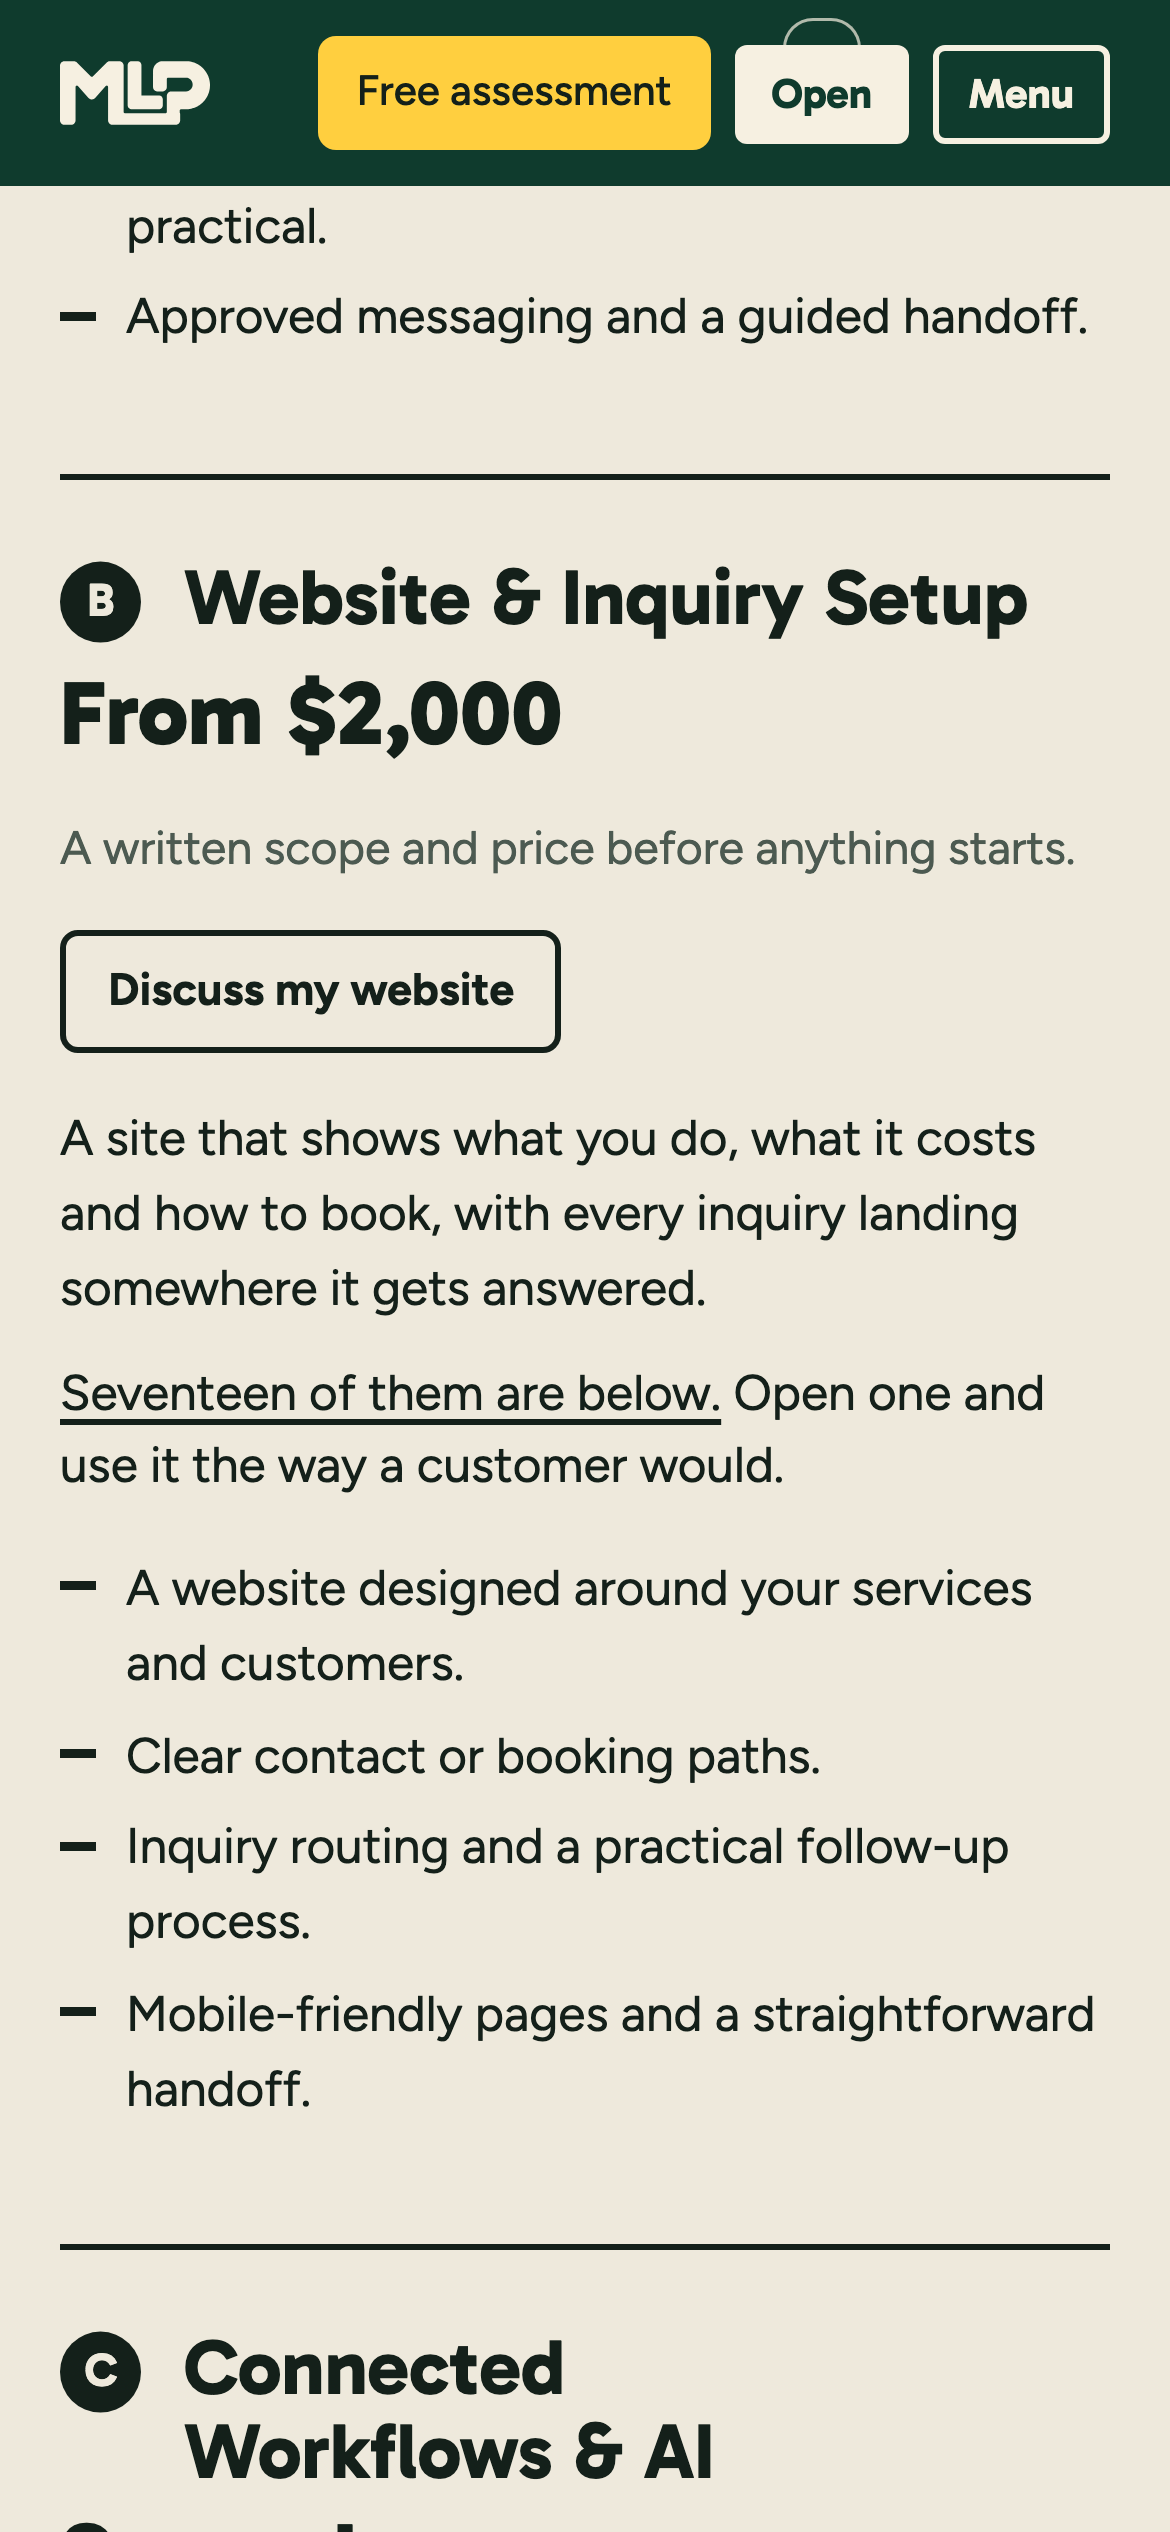 MLP
Free assessment
Open
Menu
practical.
Approved messaging and a guided handoff.
B Website & Inquiry Setup
From $2,000
A written scope and price before anything starts.
Discuss my website
A site that shows what you do, what it costs
and how to book, with every inquiry landing
somewhere it gets answered.
Seventeen of them are below. Open one and
use it the way a customer would.
A website designed around your services
and customers.
Clear contact or booking paths.
Inquiry routing and a practical follow-up
process.
Mobile-friendly pages and a straightforward
handoff.
C Connected
Workflows & AI